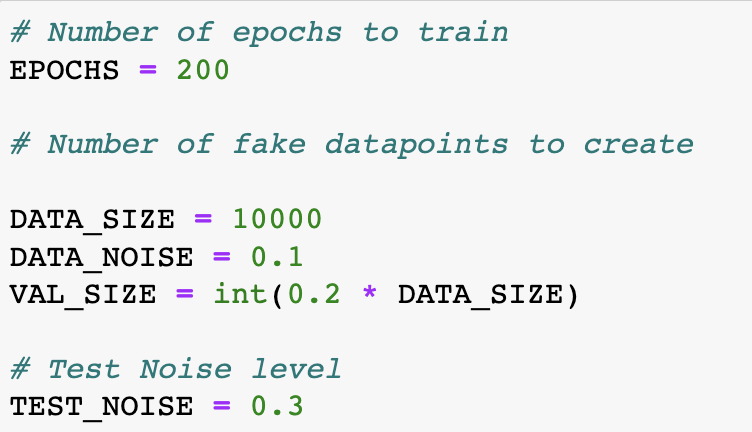 # Number of epochs to train
EPOCHS = 200
# Number of fake datapoints to create
DATA_SIZE = 10000
DATA_NOISE = 0.1
VAL_SIZE = int(0.2 * DATA_SIZE)
# Test Noise level
TEST_NOISE = 0.3